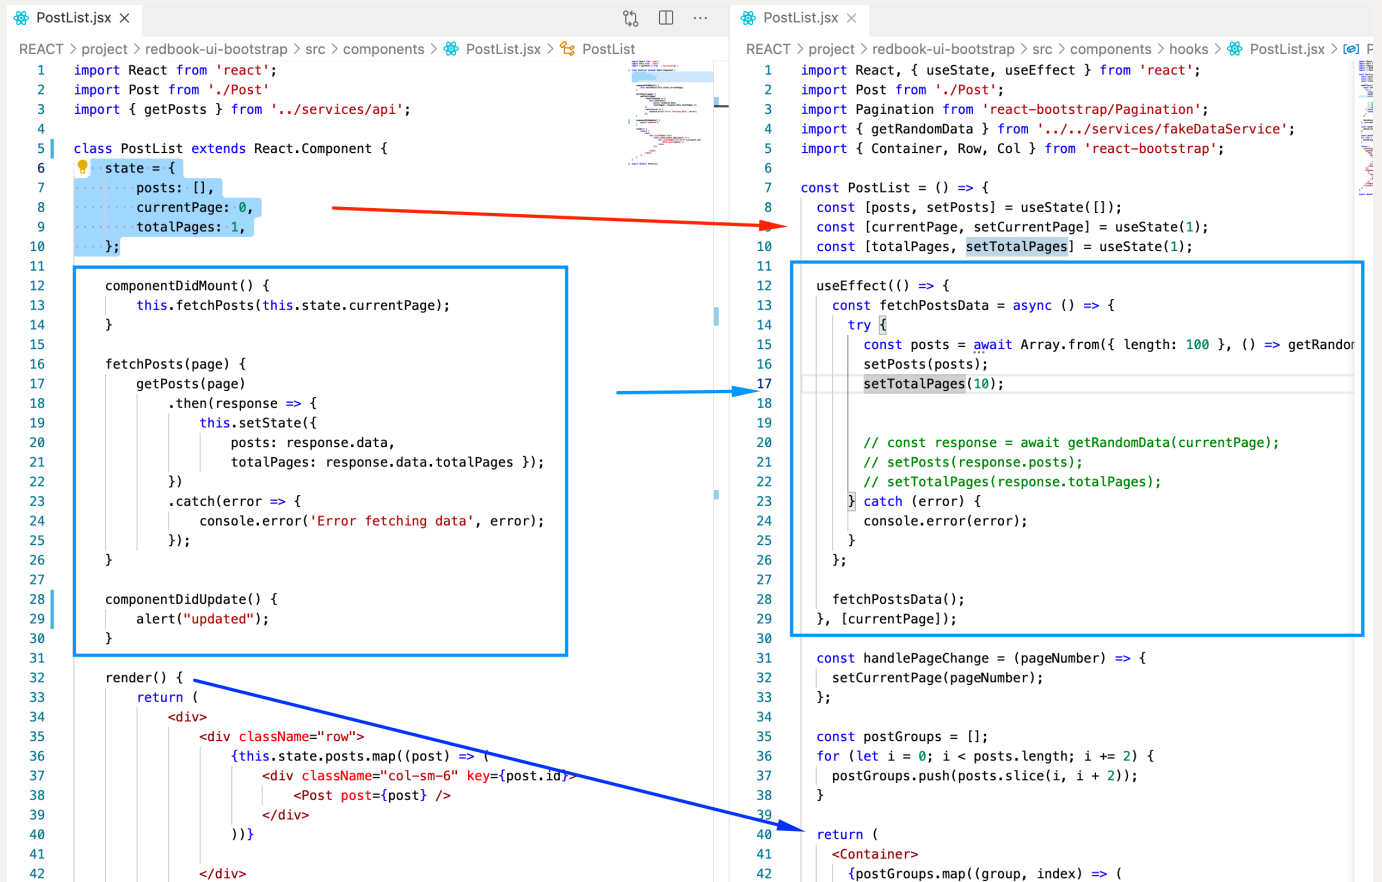 PostList.jsx
REACT > project > redbook-ui-bootstrap > src > components > PostList.jsx > PostList
1 import React from 'react';
2 import Post from './Post'
3 import { getPosts } from '../services/api';
4
5 class PostList extends React.Component {
6 state = {
7 posts: [],
8 currentPage: 0,
9 totalPages: 1,
10 };
11
12 componentDidMount() {
13 this.fetchPosts(this.state.currentPage);
14 }
15
16 fetchPosts(page) {
17 getPosts(page)
18 .then(response => {
19 this.setState({
20 posts: response.data,
21 totalPages: response.data.totalPages });
22 })
23 .catch(error => {
24 console.error('Error fetching data', error);
25 });
26 }
27
28 componentDidUpdate() {
29 alert("updated");
30 }
31
32 render() {
33 return (
34 <div>
35 <div className="row">
36 {this.state.posts.map((post) => (
37 <div className="col-sm-6" key={post.id}>
38 <Post post={post} />
39 </div>
40 ))}
41
42 </div>
PostList.jsx
REACT > project > redbook-ui-bootstrap > src > components > hooks > PostList.jsx > P
1 import React, { useState, useEffect } from 'react';
2 import Post from './Post';
3 import Pagination from 'react-bootstrap/Pagination';
4 import { getRandomData } from '../../services/fakeDataService';
5 import { Container, Row, Col } from 'react-bootstrap';
6
7 const PostList = () => {
8 const [posts, setPosts] = useState([]);
9 const [currentPage, setCurrentPage] = useState(1);
10 const [totalPages, setTotalPages] = useState(1);
11
12 useEffect(() => {
13 const fetchPostsData = async () => {
14 try {
15 const posts = await Array.from({ length: 100 }, () => getRandom
16 setPosts(posts);
17 setTotalPages(10);
18
19
20 // const response = await getRandomData(currentPage);
21 // setPosts(response.posts);
22 // setTotalPages(response.totalPages);
23 } catch (error) {
24 console.error(error);
25 }
26 };
27
28 fetchPostsData();
29 }, [currentPage]);
30
31 const handlePageChange = (pageNumber) => {
32 setCurrentPage(pageNumber);
33 };
34
35 const postGroups = [];
36 for (let i = 0; i < posts.length; i += 2) {
37 postGroups.push(posts.slice(i, i + 2));
38 }
39
40 return (
41 <Container>
42 {postGroups.map((group, index) => (